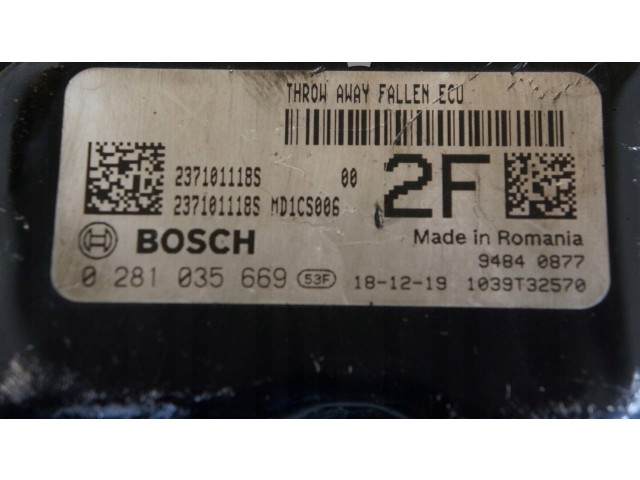 THROW AWAY FALLEN ECU
237101118S 00
237101118S MD1CS006
2F
BOSCH
Made in Romania
9484 0877
0 281 035 669 53F 18-12-19 1039T32570